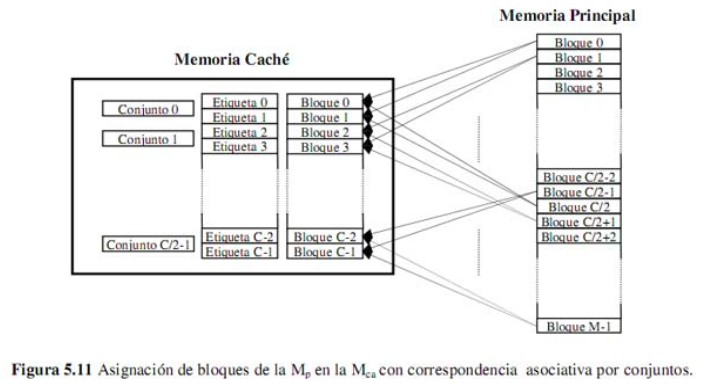 Memoria Principal
Memoria Caché
Bloque 0
Bloque 1
Bloque 2
Bloque 3
Conjunto 0
Conjunto 1
Etiqueta 0
Etiqueta 1
Etiqueta 2
Etiqueta 3
Bloque 0
Bloque 1
Bloque 2
Bloque 3
Bloque C/2-2
Bloque C/2-1
Bloque C/2
Bloque C/2+1
Bloque C/2+2
Conjunto C/2-1
Etiqueta C-2
Etiqueta C-1
Bloque C-2
Bloque C-1
Bloque M-1
Figura 5.11 Asignación de bloques de la Mp en la Mca con correspondencia asociativa por conjuntos.